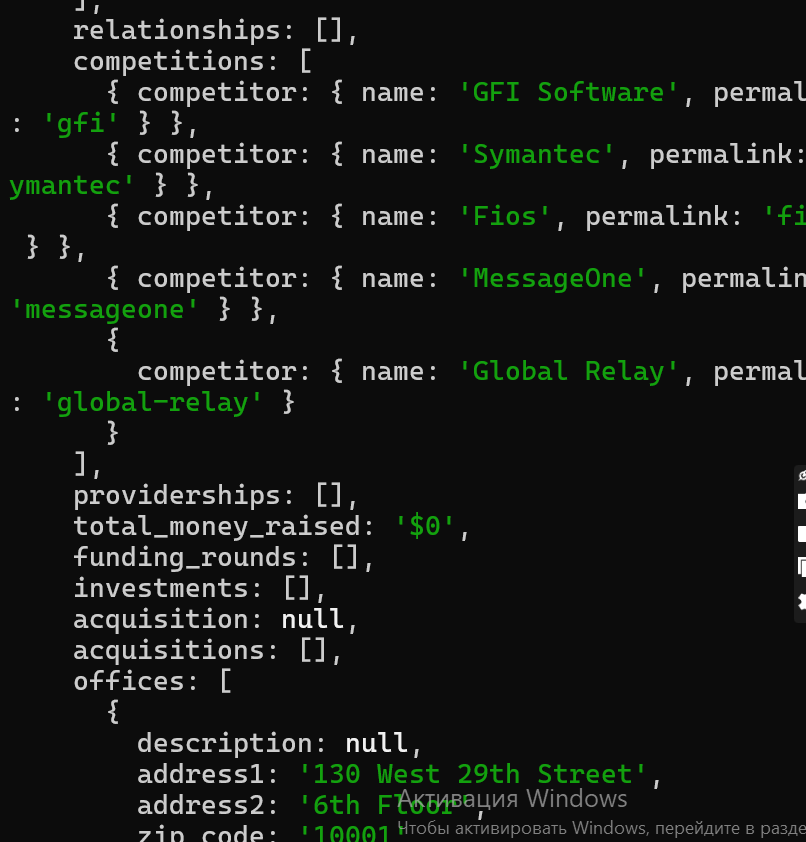 ],
relationships: [],
competitions: [
{ competitor: { name: 'GFI Software', permal
: 'gfi' } },
{ competitor: { name: 'Symantec', permalink:
ymantec' } },
{ competitor: { name: 'Fios', permalink: 'fi
} },
{ competitor: { name: 'MessageOne', permalin
'messageone' } },
{
competitor: { name: 'Global Relay', permal
: 'global-relay' }
}
],
providerships: [],
total_money_raised: '$0',
funding_rounds: [],
investments: [],
acquisition: null,
acquisitions: [],
offices: [
{
description: null,
address1: '130 West 29th Street',
address2: '6th Floor',
Активация Windows
zip_code: '10001'
Чтобы активировать Windows, перейдите в разде